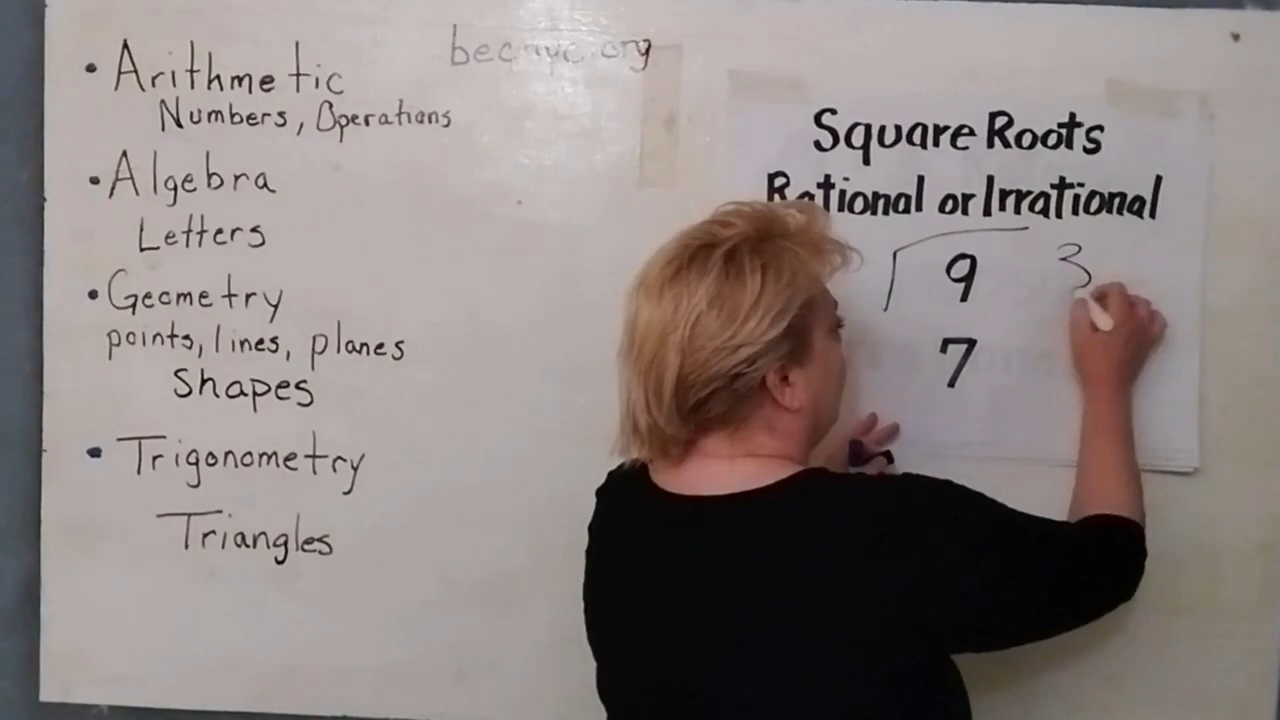 becnyc.org
• Arithmetic
Numbers, Operations
• Algebra
Letters
• Geometry
points, lines, planes
shapes
• Trigonometry
Triangles
Square Roots
Rational or Irrational
√9 3
7